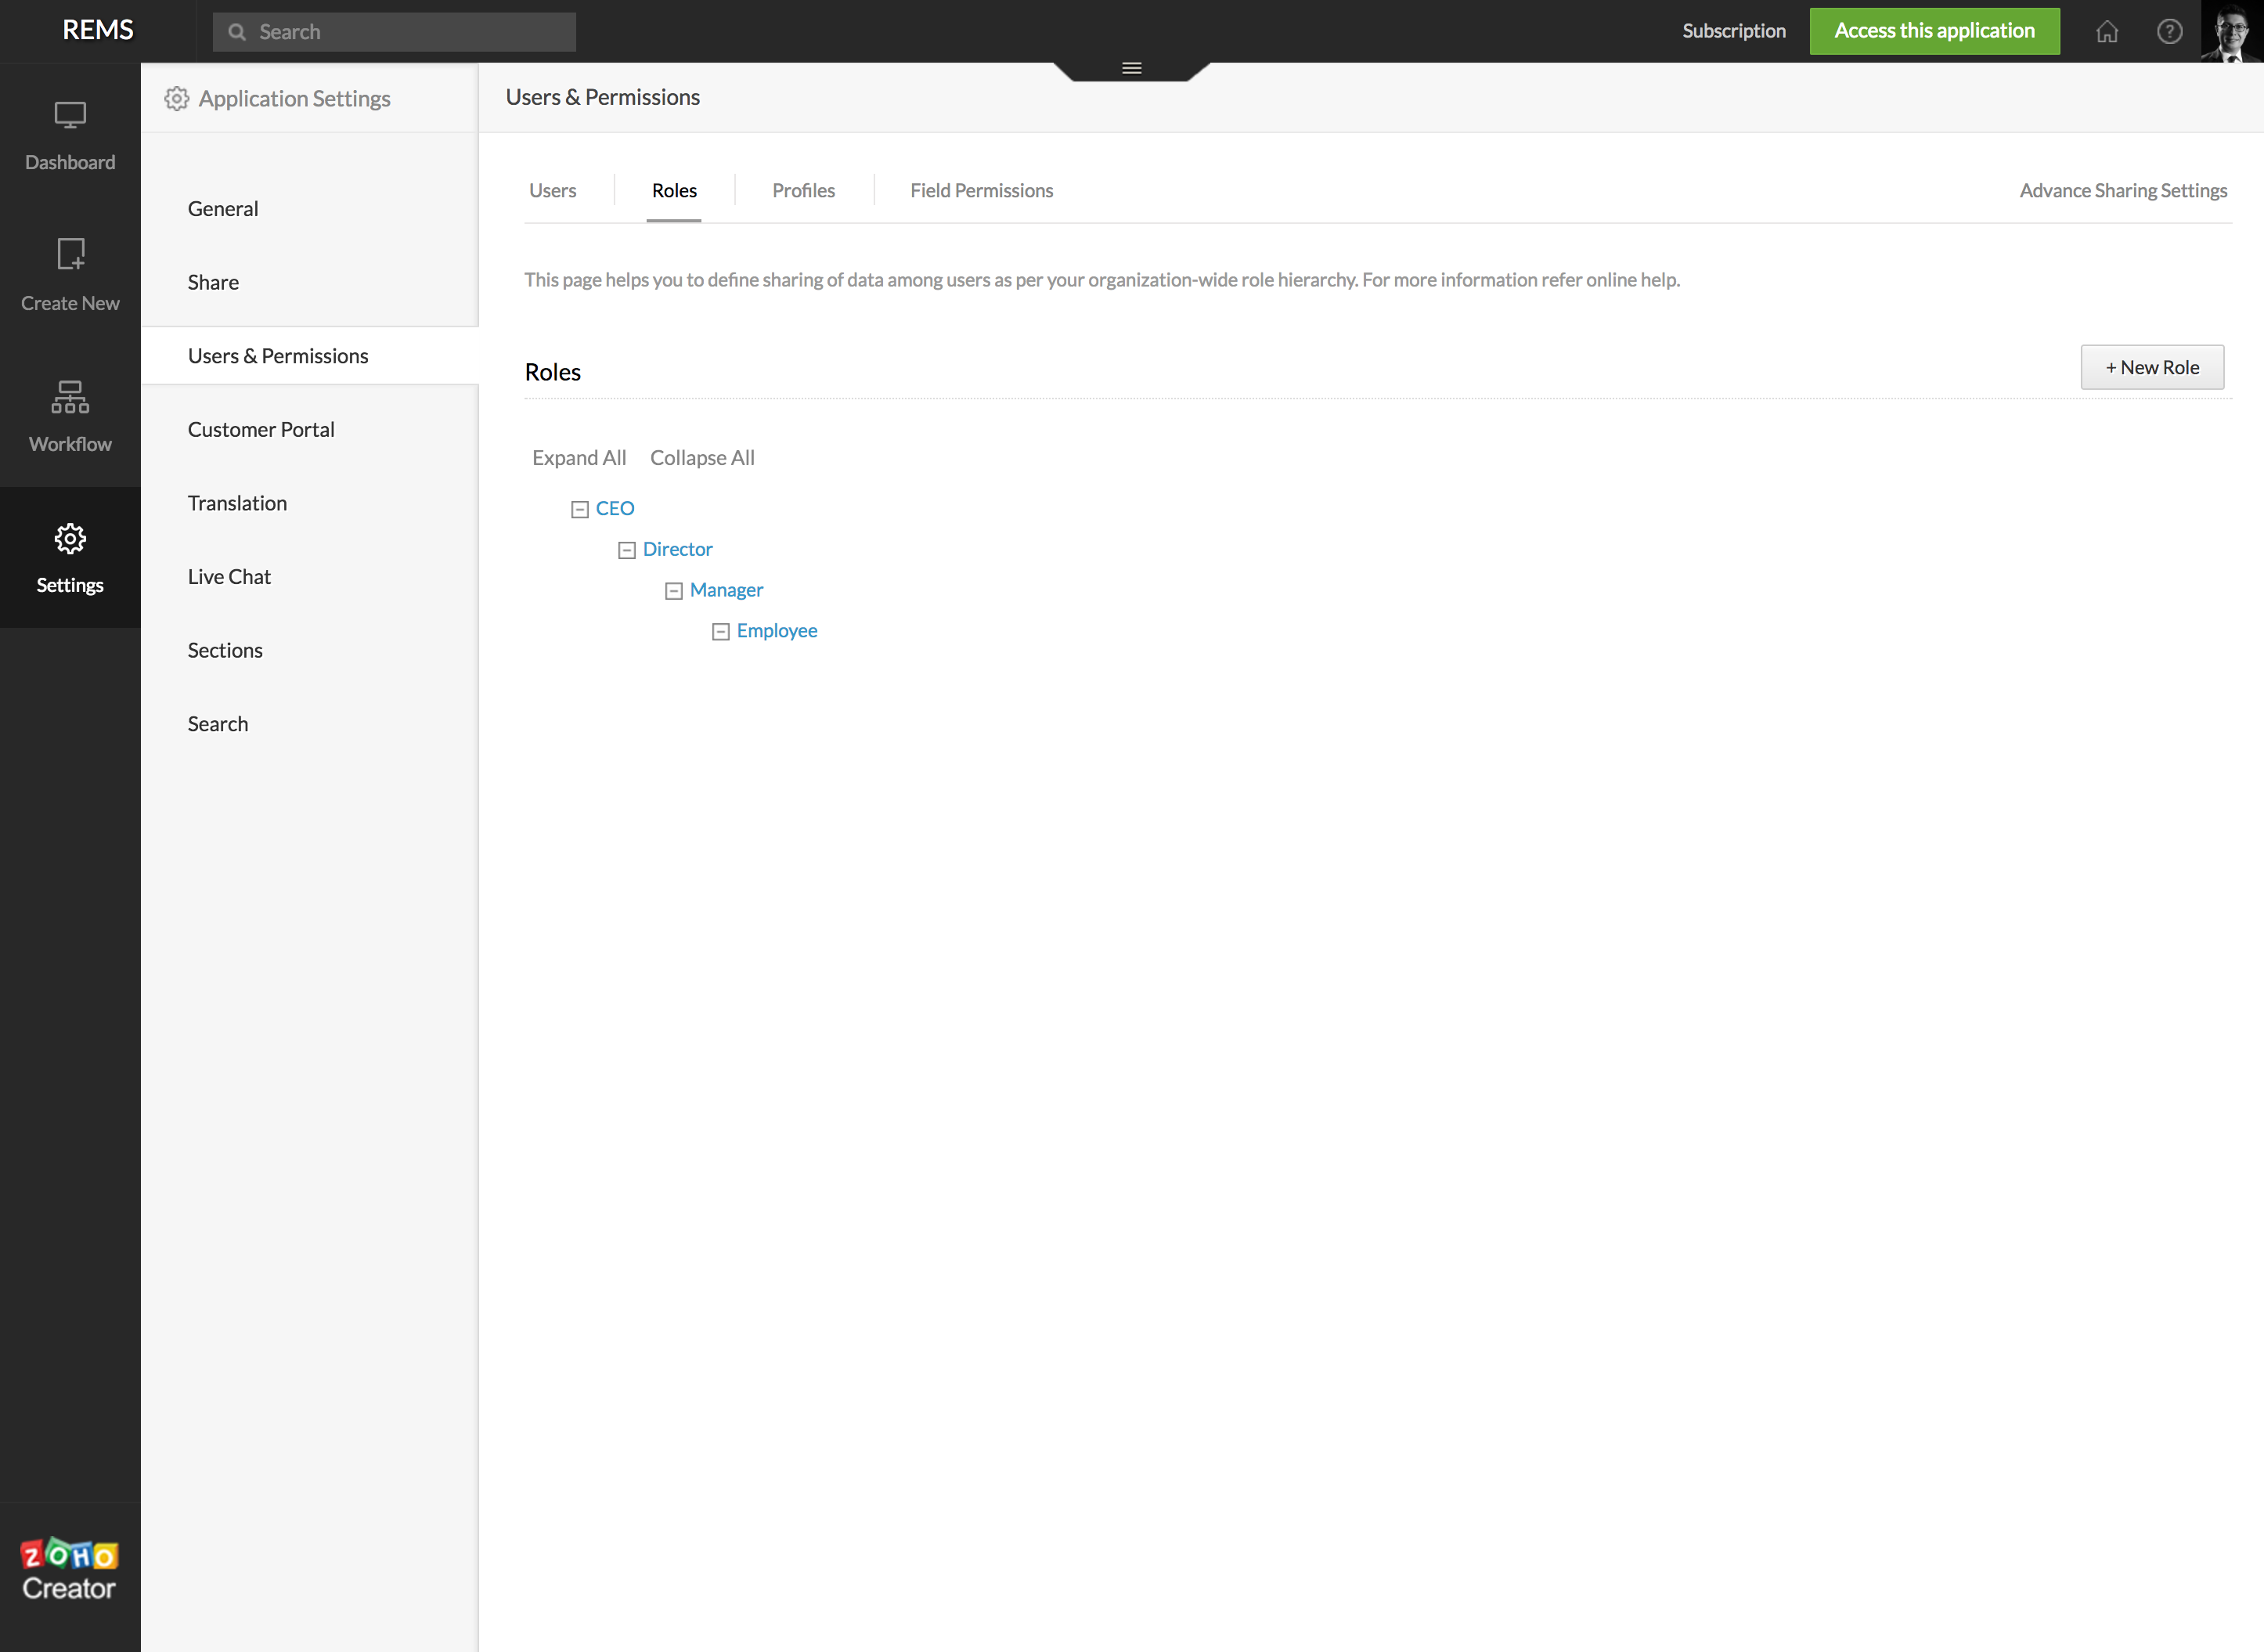 REMS
Search
Subscription
Access this application
Dashboard
Create New
Workflow
Settings
ZOHO
Creator
Application Settings
General
Share
Users & Permissions
Customer Portal
Translation
Live Chat
Sections
Search
Users & Permissions
Users
Roles
Profiles
Field Permissions
Advance Sharing Settings
This page helps you to define sharing of data among users as per your organization-wide role hierarchy. For more information refer online help.
Roles
+ New Role
Expand All Collapse All
CEO
Director
Manager
Employee